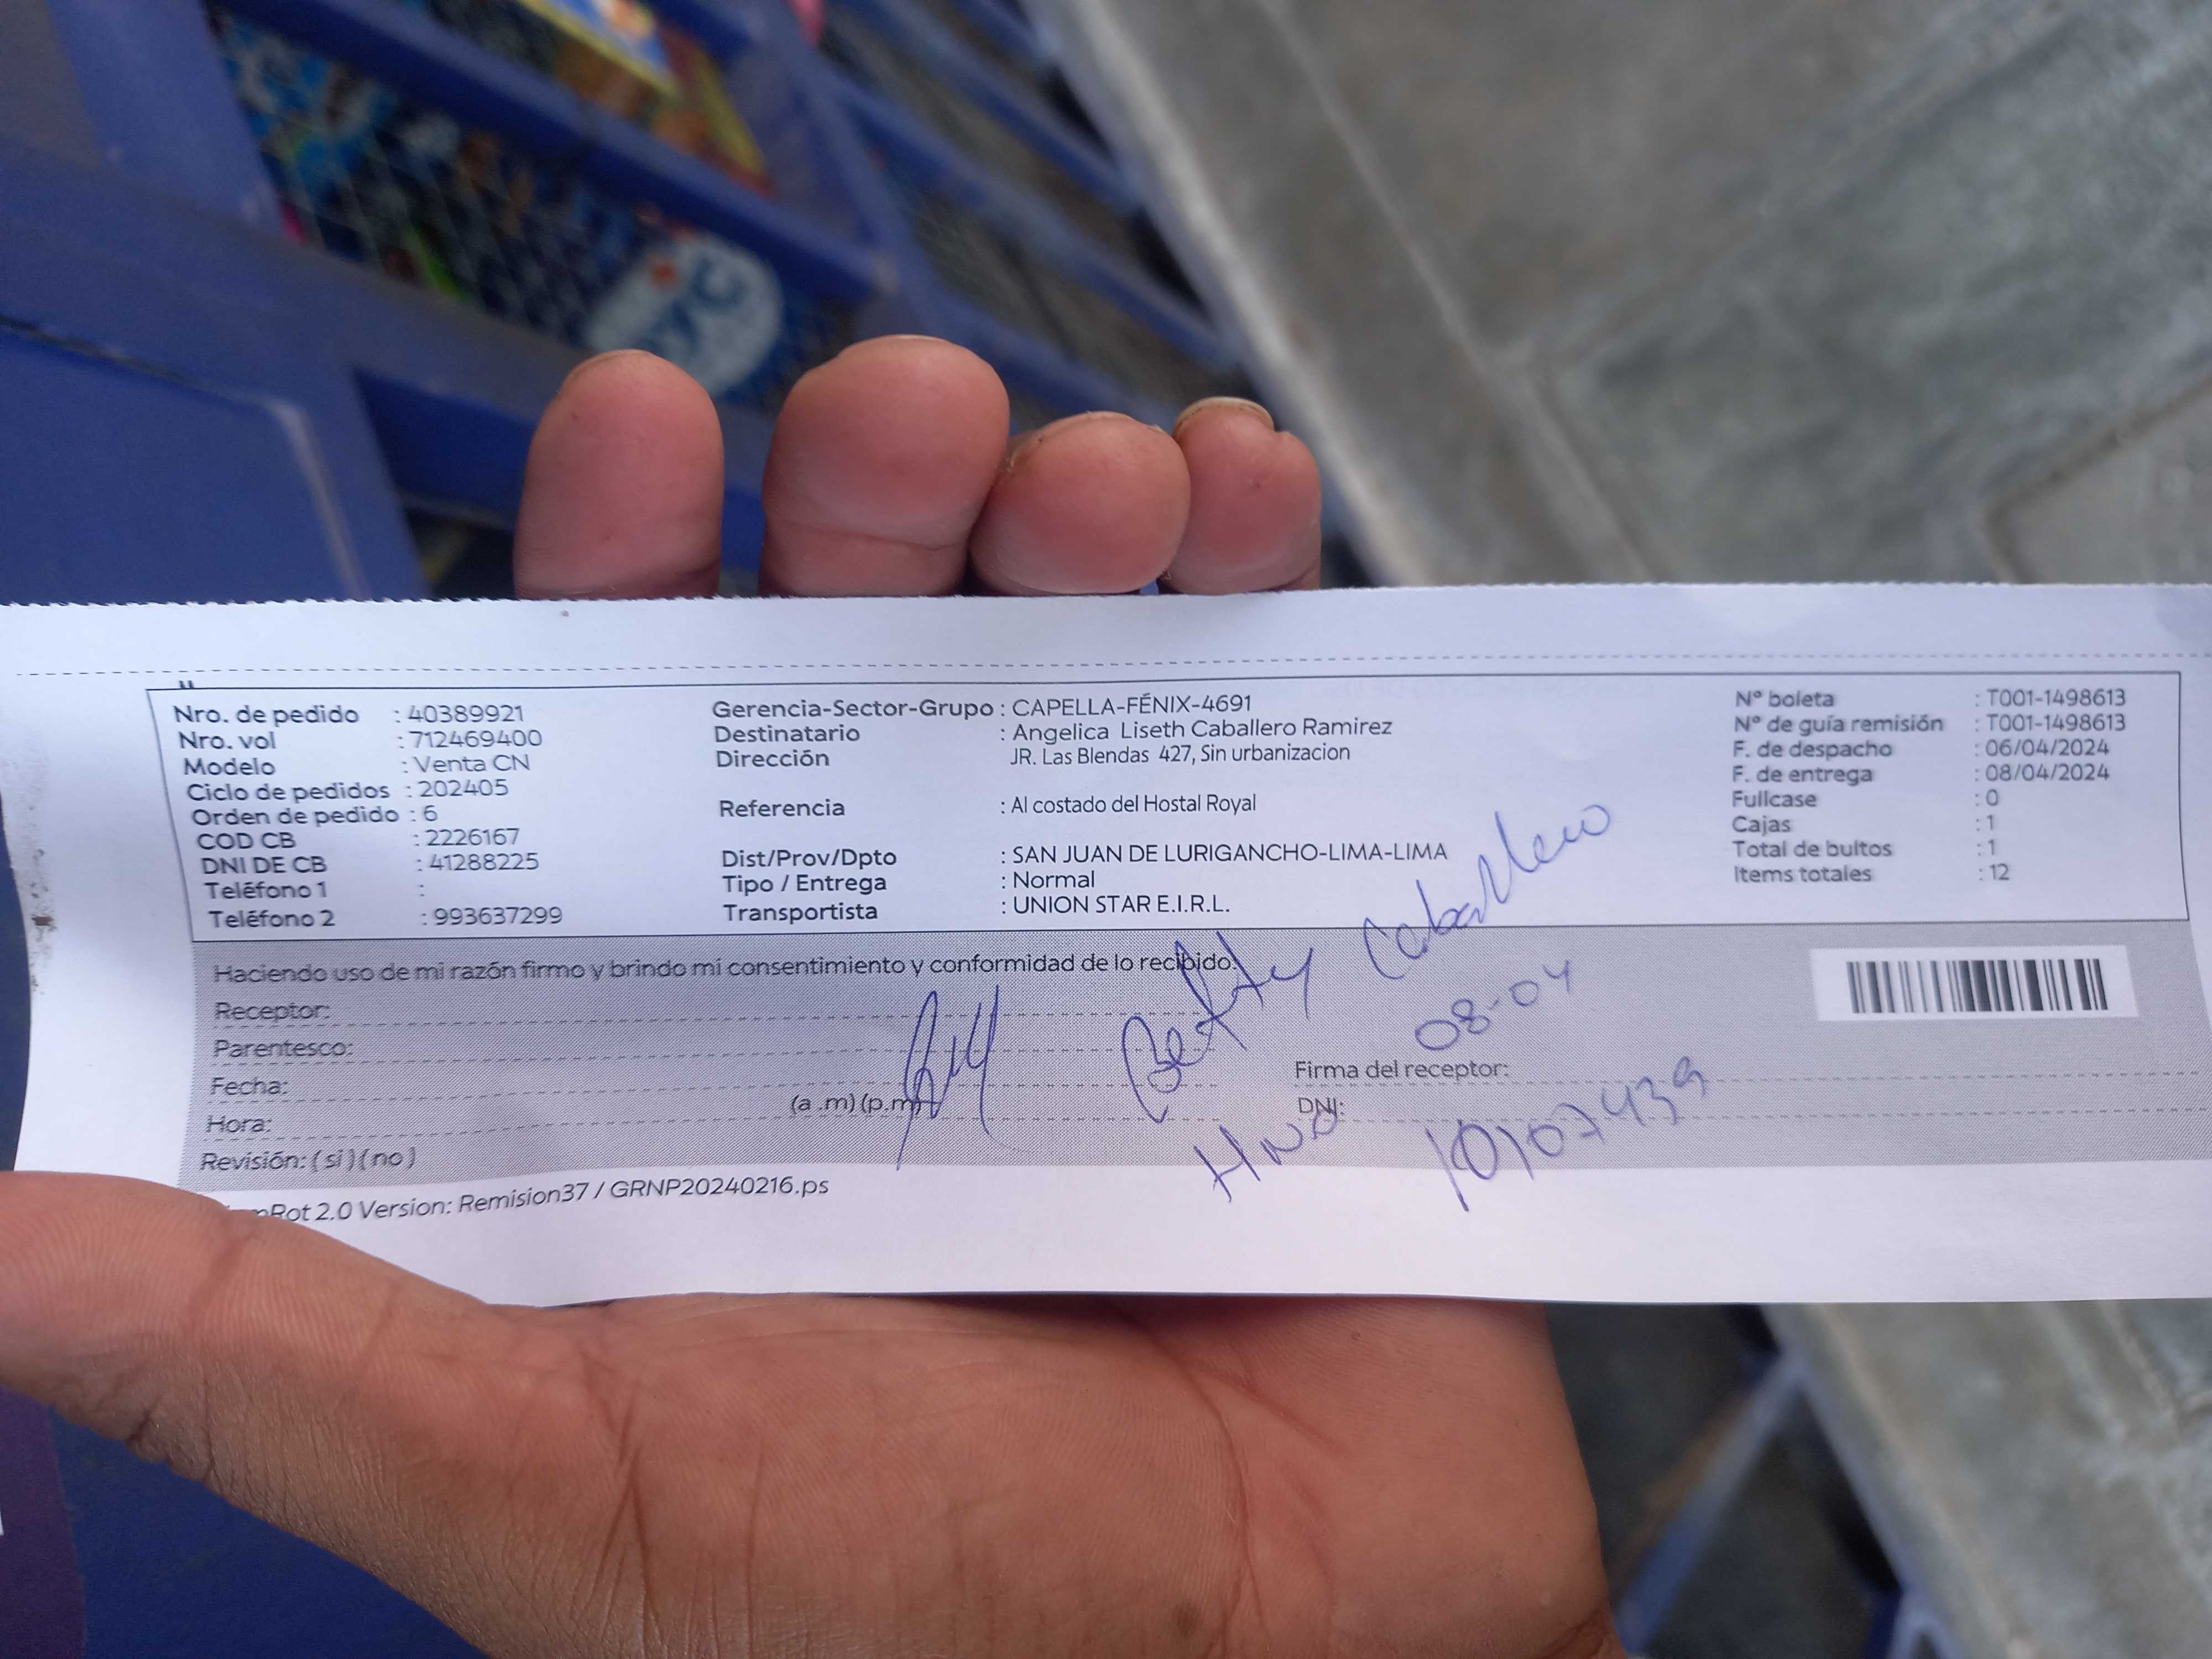 Nro. de pedido : 40389921
Nro. vol : 712469400
Modelo : Venta CN
Ciclo de pedidos : 202405
Orden de pedido : 6
COD CB : 2226167
DNI DE CB : 41288225
Teléfono 1 :
Teléfono 2 : 993637299
Gerencia-Sector-Grupo : CAPELLA-FÉNIX-4691
Destinatario : Angelica Liseth Caballero Ramirez
Dirección JR. Las Blendas 427, Sin urbanizacion
Referencia : Al costado del Hostal Royal
Dist/Prov/Dpto : SAN JUAN DE LURIGANCHO-LIMA-LIMA
Tipo / Entrega : Normal
Transportista : UNION STAR E.I.R.L.
Nº boleta : T001-1498613
Nº de guía remisión : T001-1498613
F. de despacho : 06/04/2024
F. de entrega : 08/04/2024
Fullcase : 0
Cajas : 1
Total de bultos : 1
Items totales : 12
Haciendo uso de mi razón firmo y brindo mi consentimiento y conformidad de lo recibido:
Receptor:
Parentesco:
Fecha:
Hora: (a .m) (p.m)
Revisión: ( si ) ( no )
Betty Caballero
08-04
Firma del receptor:
DNI:
10107439
Rot 2.0 Version: Remision37 / GRNP20240216.ps